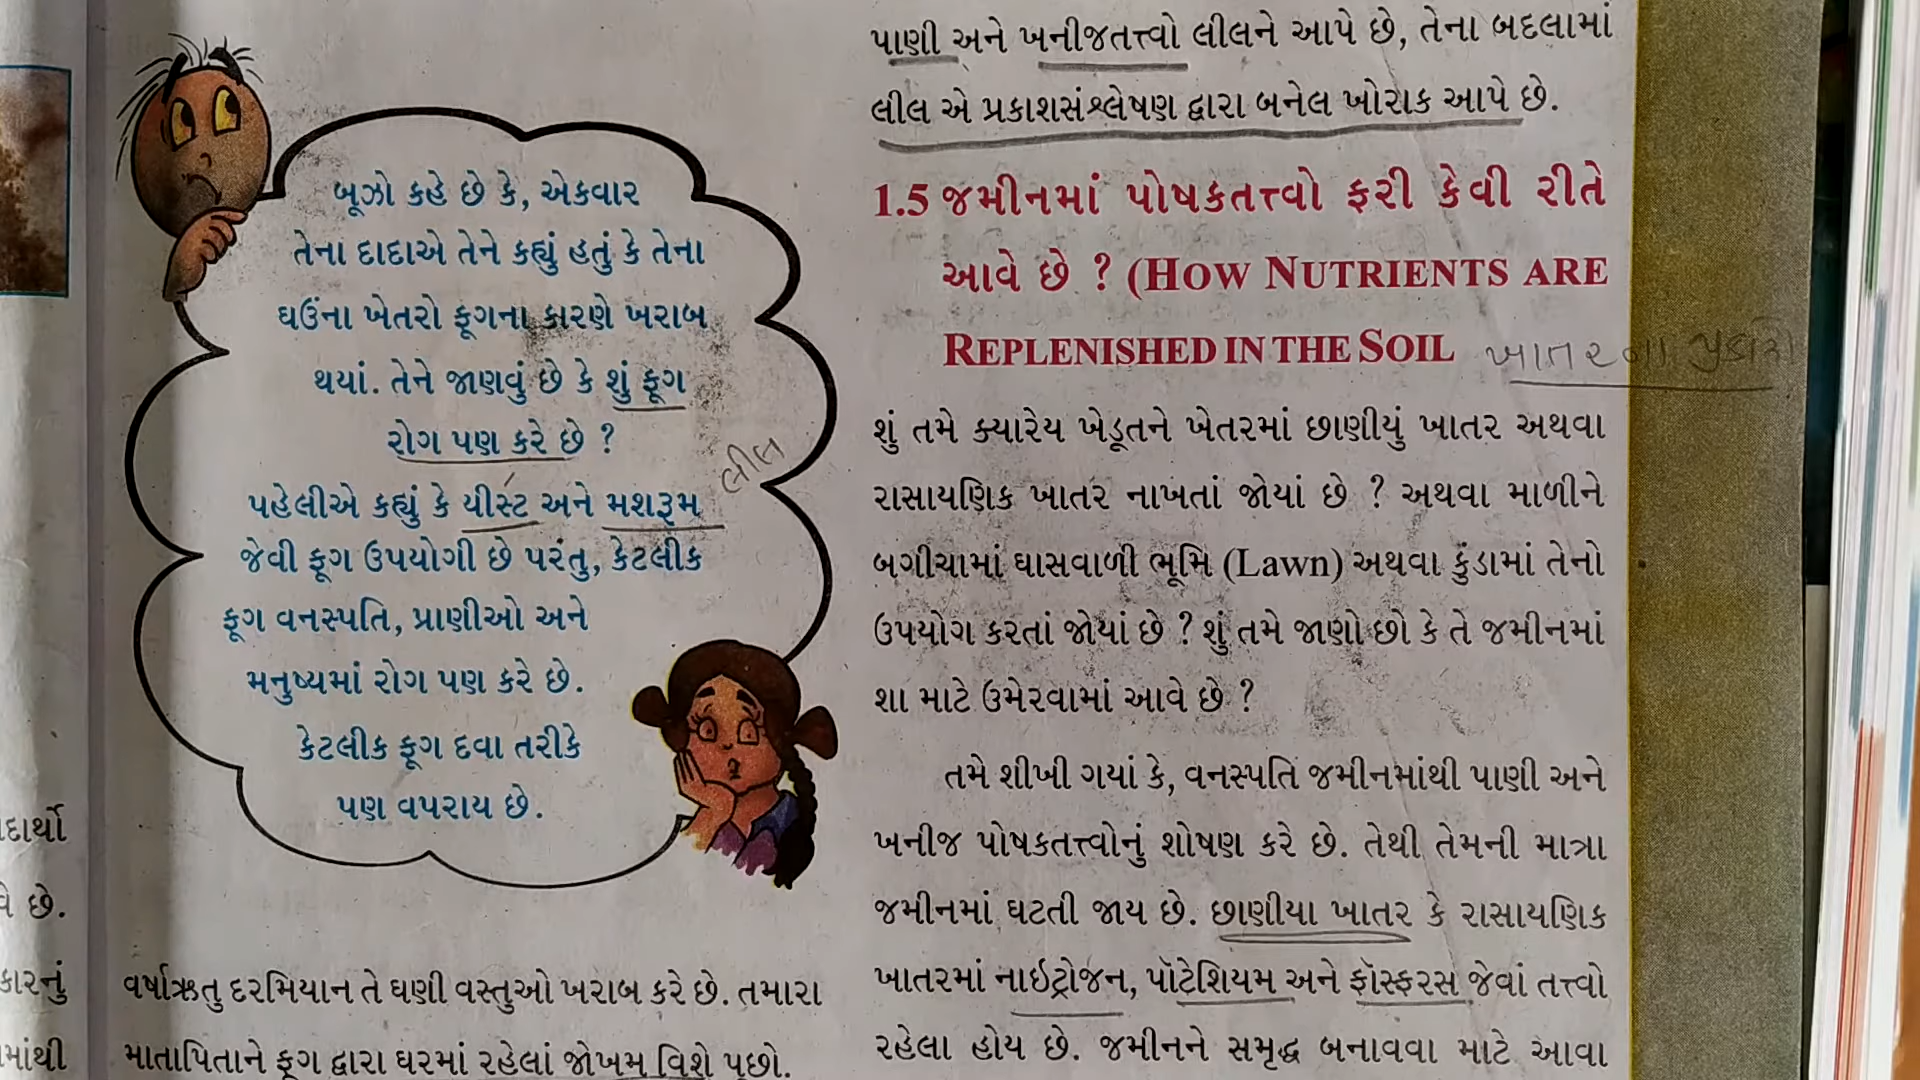 બૂઝો કહે છે કે, એકવાર
તેના દાદાએ તેને કહ્યું હતું કે તેના
ઘઉંના ખેતરો ફૂગના કારણે ખરાબ
થયાં. તેને જાણવું છે કે શું ફૂગ
રોગ પણ કરે છે ?
લીલ
પહેલીએ કહ્યું કે યીસ્ટ અને મશરૂમ
જેવી ફૂગ ઉપયોગી છે પરંતુ, કેટલીક
ફૂગ વનસ્પતિ, પ્રાણીઓ અને
મનુષ્યમાં રોગ પણ કરે છે.
કેટલીક ફૂગ દવા તરીકે
પણ વપરાય છે.
વર્ષાઋતુ દરમિયાન તે ઘણી વસ્તુઓ ખરાબ કરે છે. તમારા
માતાપિતાને ફૂગ દ્વારા ઘરમાં રહેલાં જોખમ વિશે પૂછો.
પાણી અને ખનીજતત્ત્વો લીલને આપે છે, તેના બદલામાં
લીલ એ પ્રકાશસંશ્લેષણ દ્વારા બનેલ ખોરાક આપે છે.
1.5 જમીનમાં પોષકતત્ત્વો ફરી કેવી રીતે
આવે છે ? (HOW NUTRIENTS ARE
REPLENISHED IN THE SOIL
ખાતરના પ્રકારો
શું તમે ક્યારેય ખેડૂતને ખેતરમાં છાણીયું ખાતર અથવા
રાસાયણિક ખાતર નાખતાં જોયાં છે ? અથવા માળીને
બગીચામાં ઘાસવાળી ભૂમિ (Lawn) અથવા કુંડામાં તેનો
ઉપયોગ કરતાં જોયાં છે ? શું તમે જાણો છો કે તે જમીનમાં
શા માટે ઉમેરવામાં આવે છે ?
તમે શીખી ગયાં કે, વનસ્પતિ જમીનમાંથી પાણી અને
ખનીજ પોષકતત્ત્વોનું શોષણ કરે છે. તેથી તેમની માત્રા
જમીનમાં ઘટતી જાય છે. છાણીયા ખાતર કે રાસાયણિક
ખાતરમાં નાઇટ્રોજન, પૉટેશિયમ અને ફૉસ્ફરસ જેવાં તત્ત્વો
રહેલા હોય છે. જમીનને સમૃદ્ધ બનાવવા માટે આવા